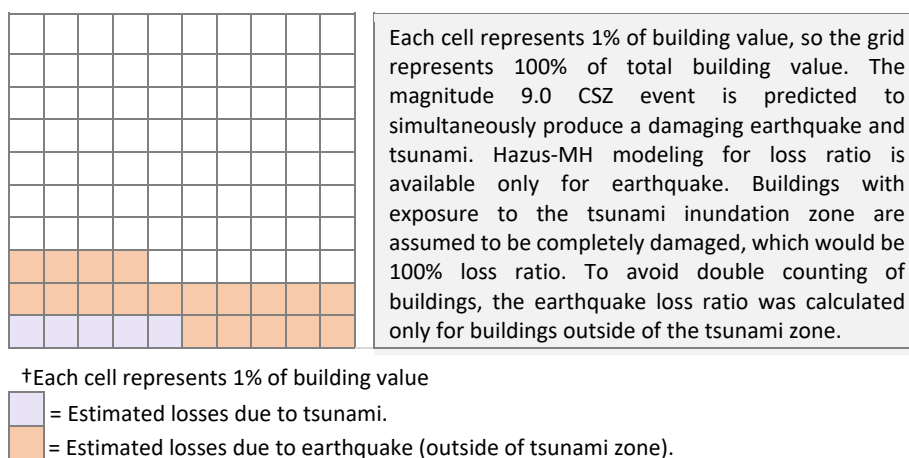 Each cell represents 1% of building value, so the grid
represents 100% of total building value. The
magnitude 9.0 CSZ event is predicted to
simultaneously produce a damaging earthquake and
tsunami. Hazus-MH modeling for loss ratio is
available only for earthquake. Buildings with
exposure to the tsunami inundation zone are
assumed to be completely damaged, which would be
100% loss ratio. To avoid double counting of
buildings, the earthquake loss ratio was calculated
only for buildings outside of the tsunami zone.
†Each cell represents 1% of building value
= Estimated losses due to tsunami.
= Estimated losses due to earthquake (outside of tsunami zone).